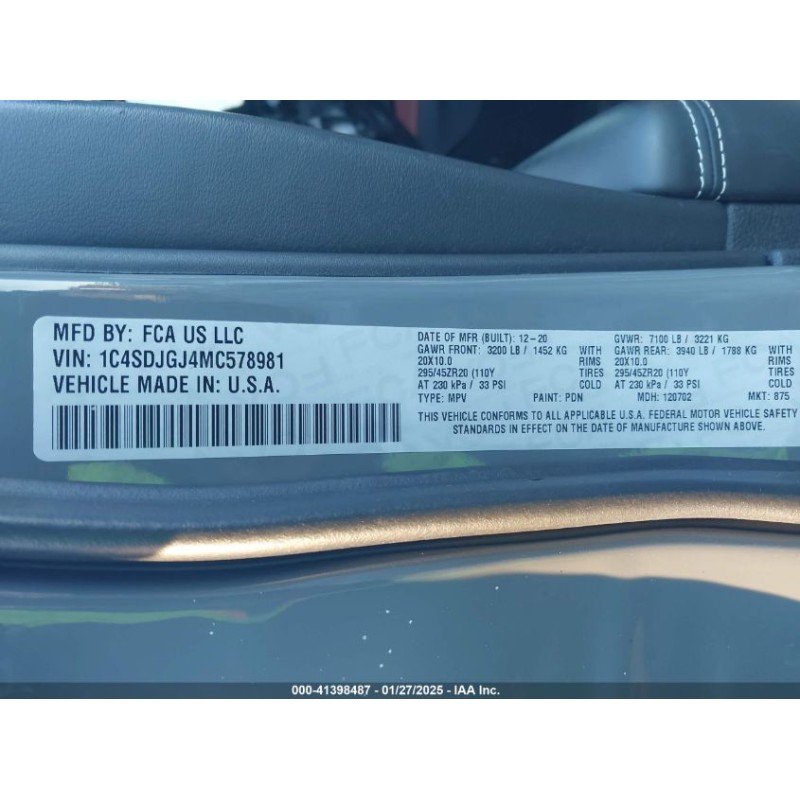 MFD BY: FCA US LLC
VIN: 1C4SDJGJ4MC578981
VEHICLE MADE IN: U.S.A.
DATE OF MFR (BUILT): 12-20 GVWR: 7100 LB / 3221 KG
GAWR FRONT: 3200 LB / 1452 KG GAWR REAR: 3940 LB / 1788 KG
20X10.0 RIMS 20X10.0 RIMS
295/45ZR20 (110Y TIRES 295/45ZR20 (110Y TIRES
AT 230 kPa / 33 PSI COLD AT 230 kPa / 33 PSI COLD
TYPE: MPV PAINT: PDN MDH: 120702 MKT: 875
THIS VEHICLE CONFORMS TO ALL APPLICABLE U.S.A. FEDERAL MOTOR VEHICLE SAFETY
STANDARDS IN EFFECT ON THE DATE OF MANUFACTURE SHOWN ABOVE.
000-41398487 - 01/27/2025 - IAA Inc.